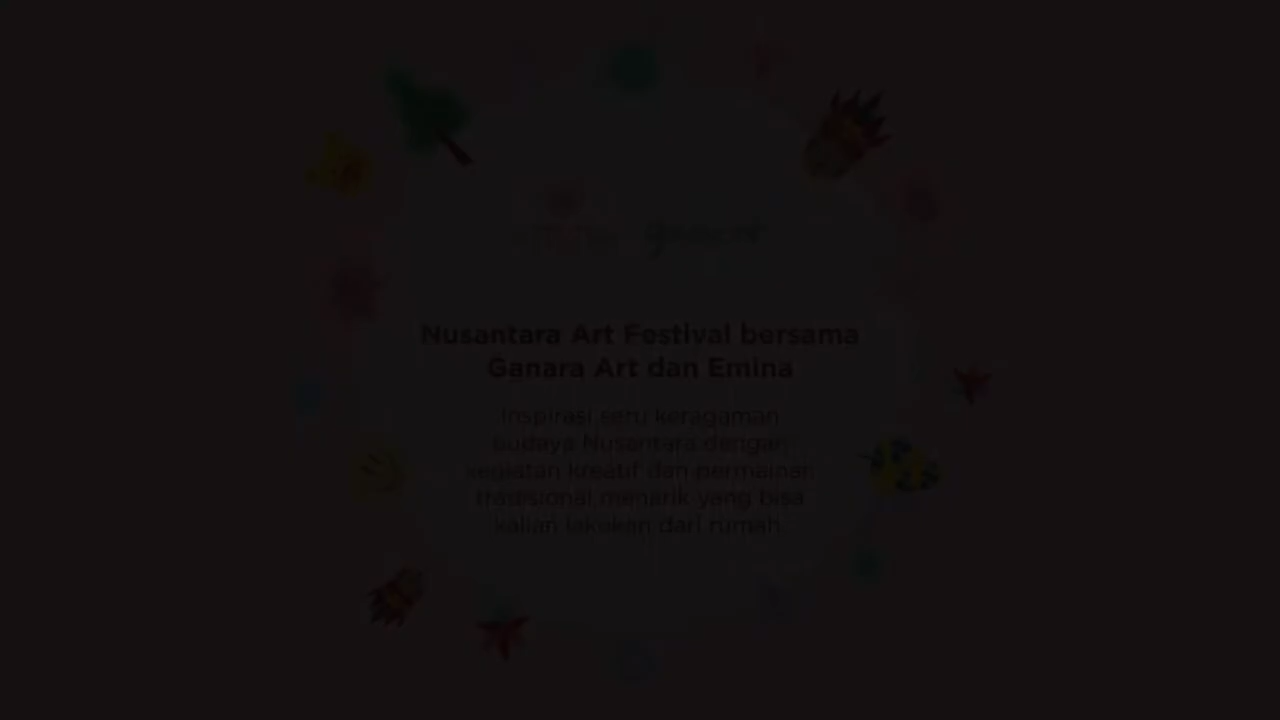 Nusantara Art Festival bersama
Ganara Art dan Emina
Inspirasi seru keragaman
budaya Nusantara dengan
kegiatan kreatif dan permainan
tradisional menarik yang bisa
kalian lakukan dari rumah